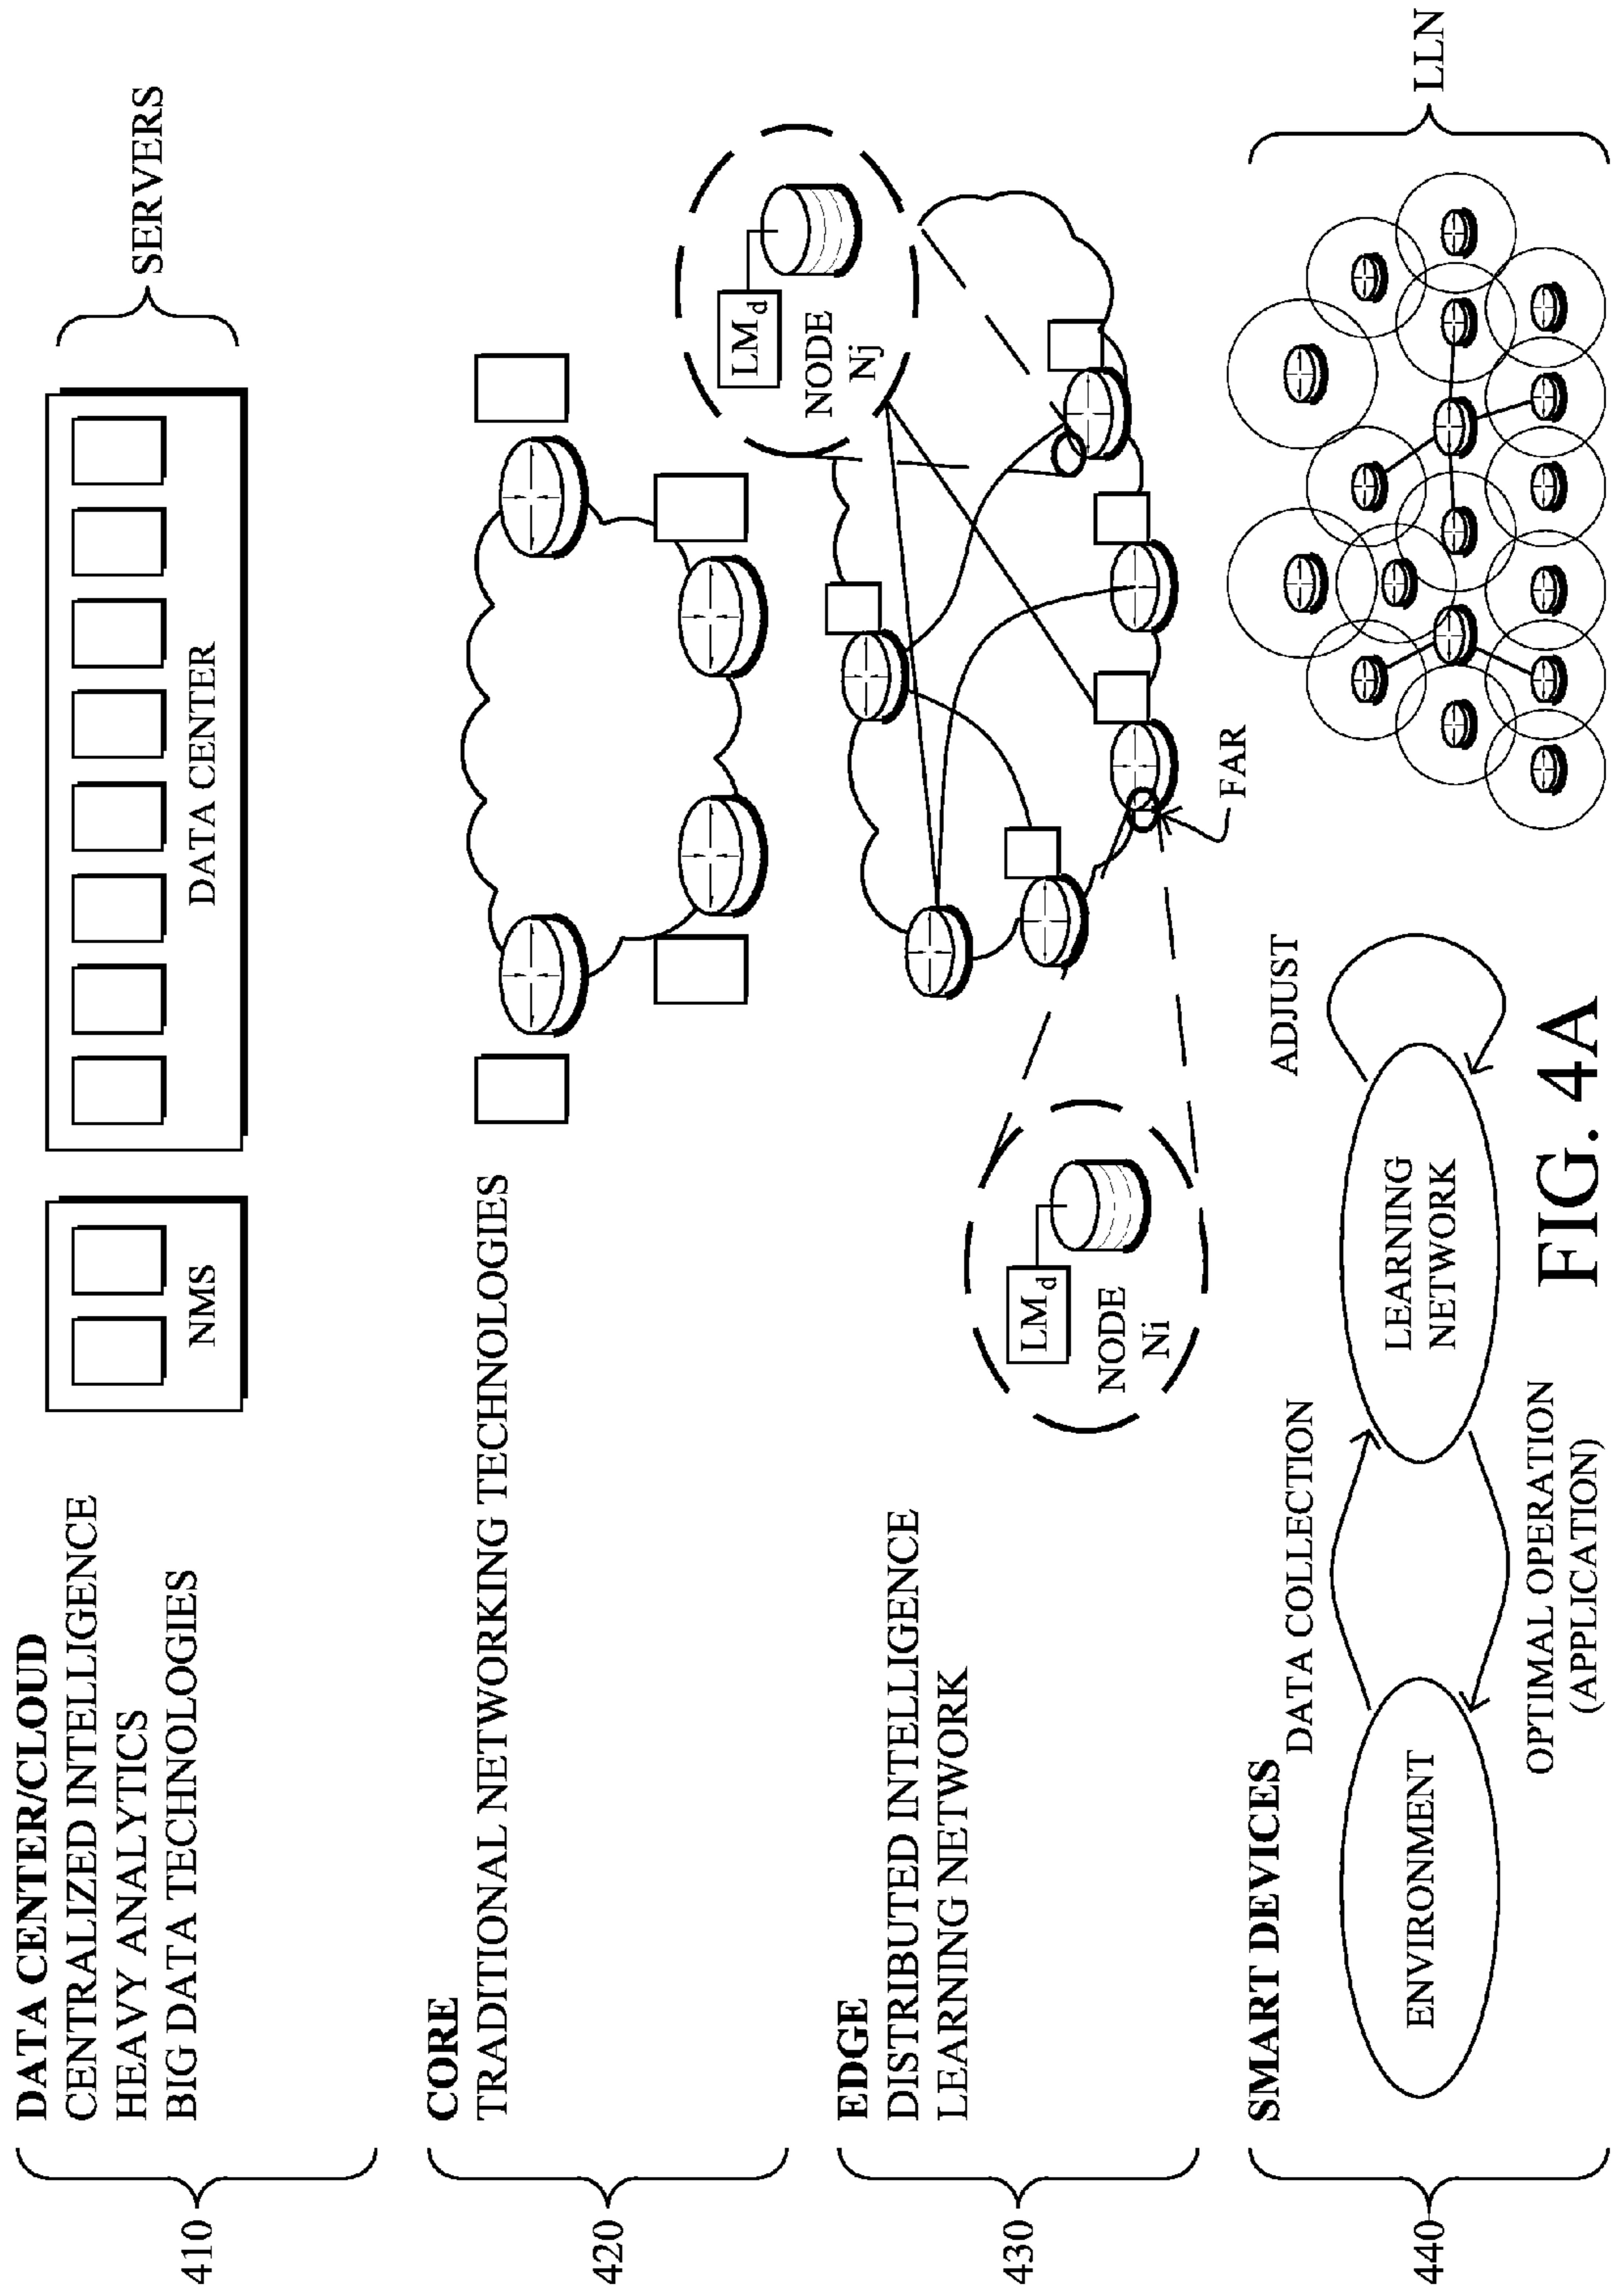 410
DATA CENTER/CLOUD
CENTRALIZED INTELLIGENCE
HEAVY ANALYTICS
BIG DATA TECHNOLOGIES
NMS
DATA CENTER
SERVERS
420
CORE
TRADITIONAL NETWORKING TECHNOLOGIES
430
EDGE
DISTRIBUTED INTELLIGENCE
LEARNING NETWORK
LMd
NODE
Ni
LMd
NODE
Nj
FAR
440
SMART DEVICES
DATA COLLECTION
ENVIRONMENT
OPTIMAL OPERATION
(APPLICATION)
LEARNING
NETWORK
ADJUST
LLN
FIG. 4A